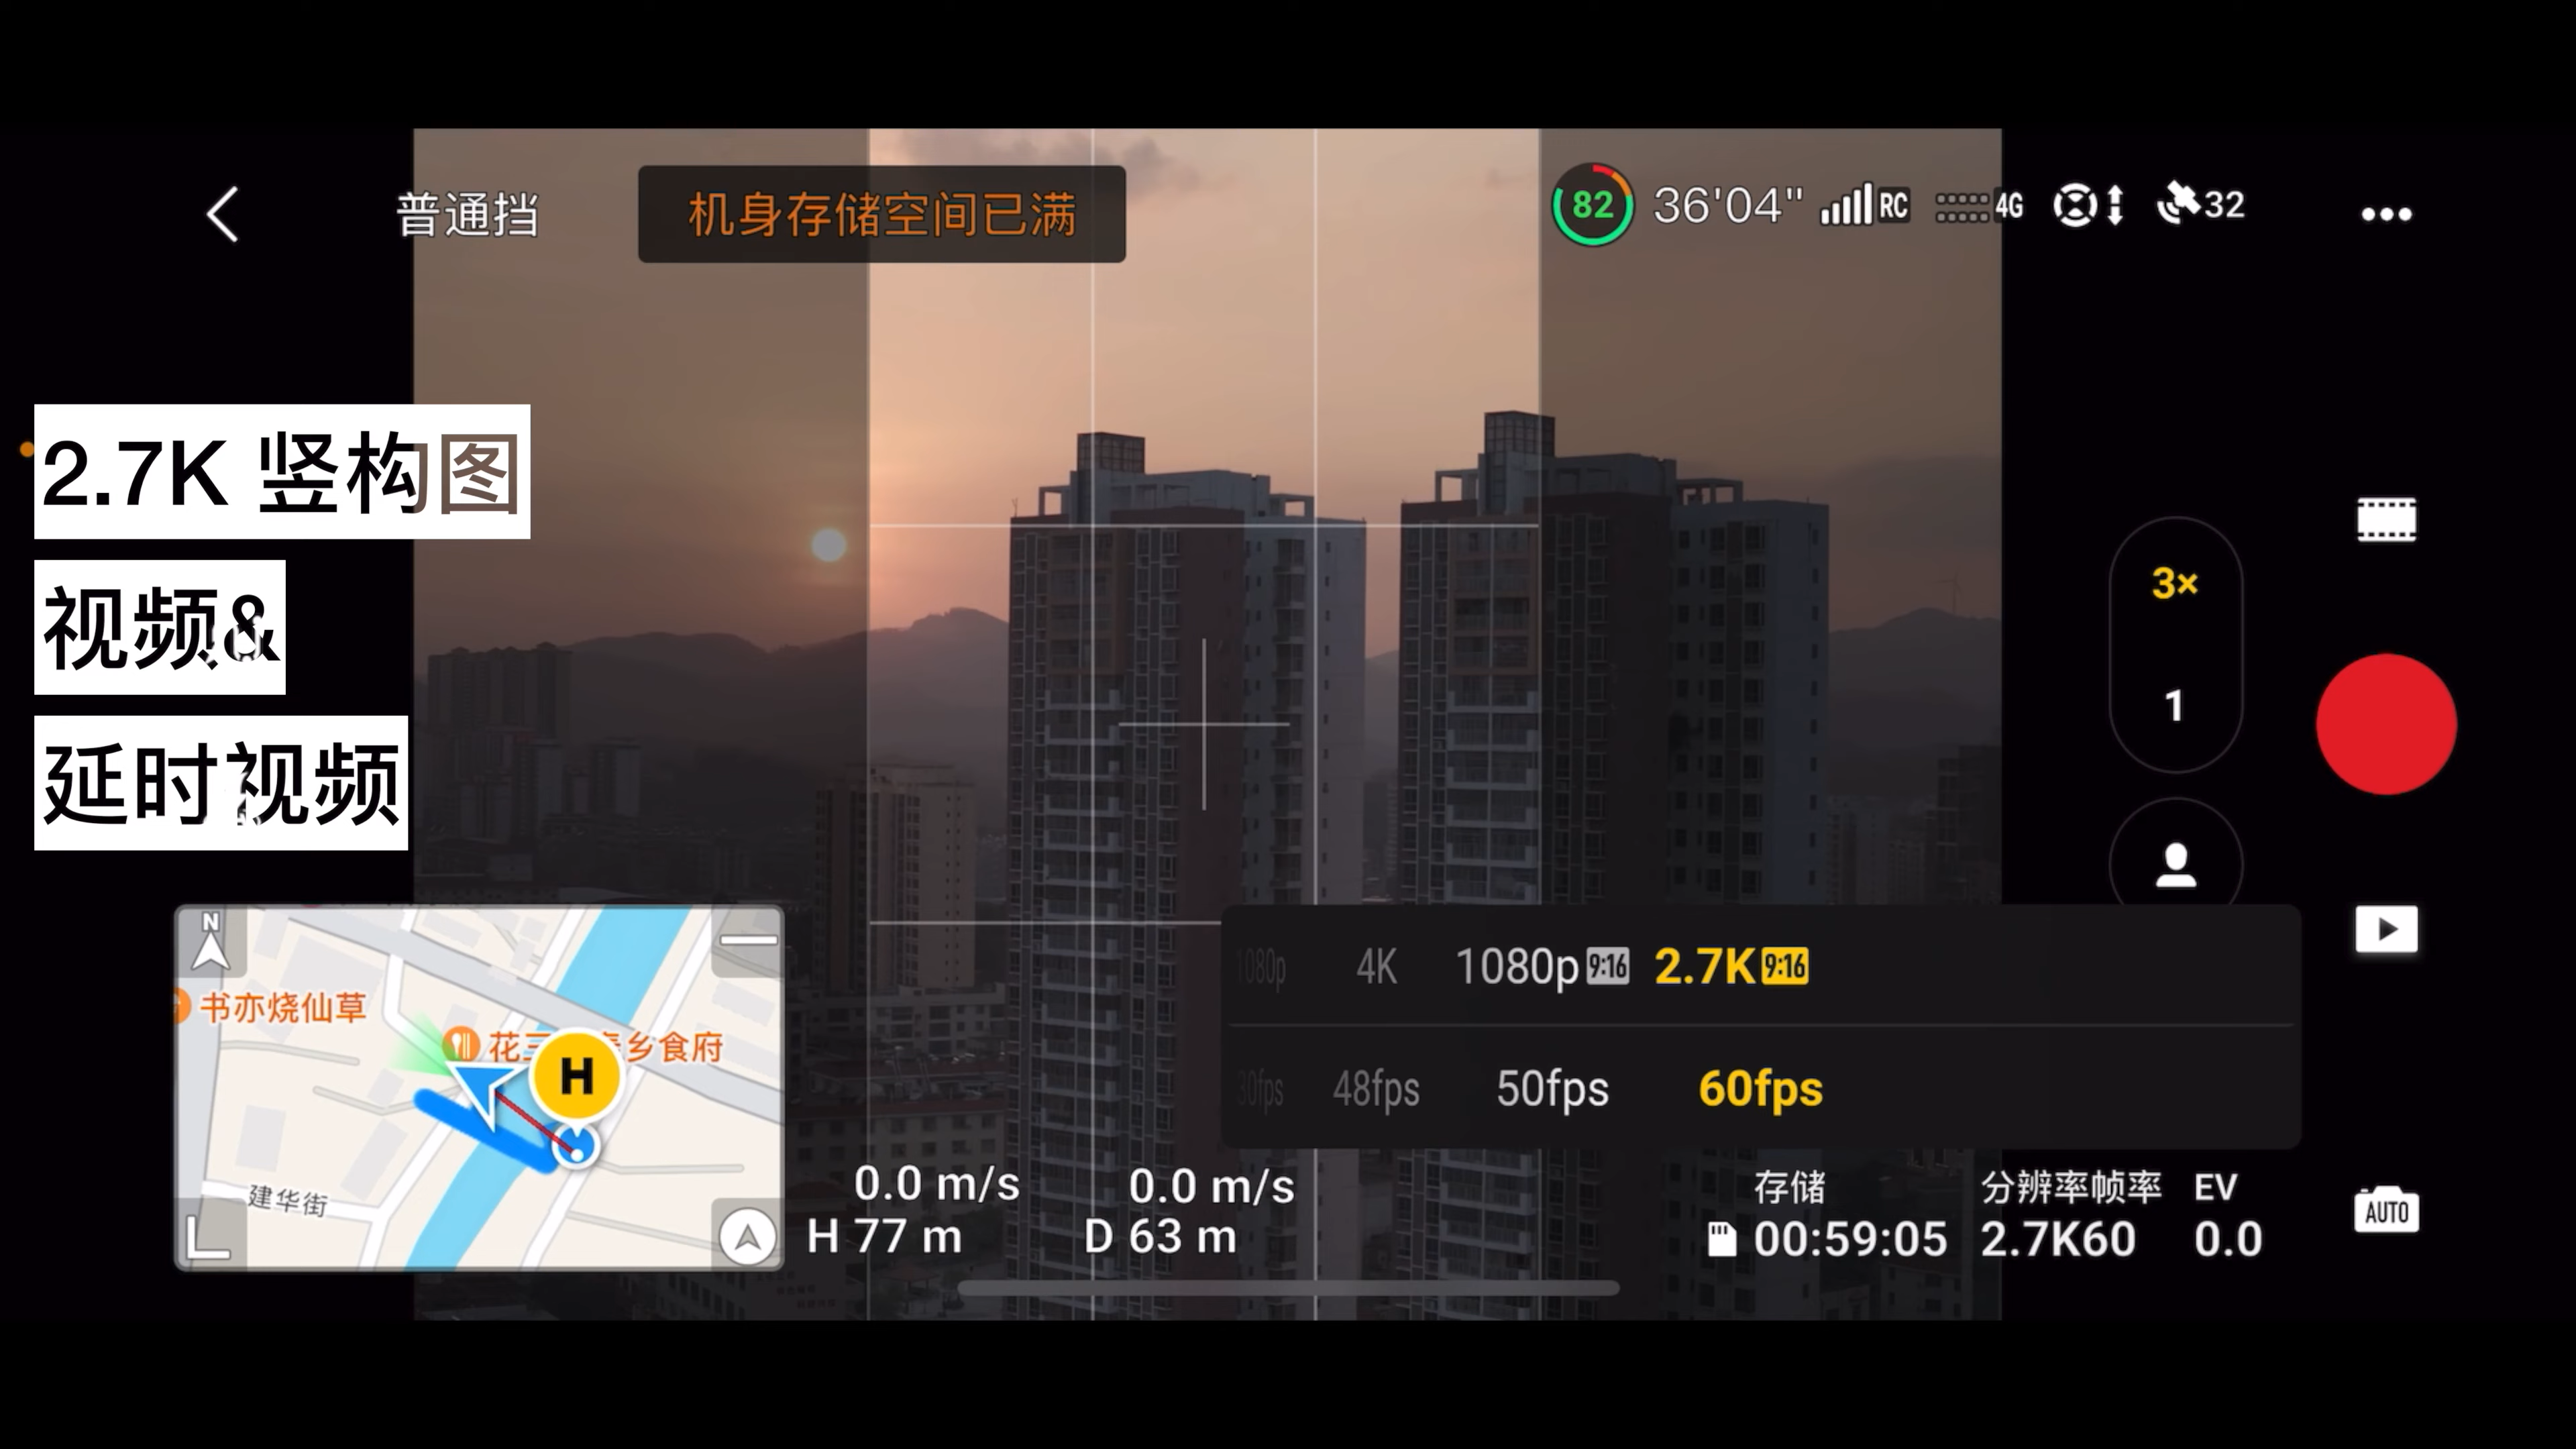 普通挡
机身存储空间已满
82
36'04"
RC
4G
32
2.7K 竖构图
视频&
延时视频
3×
1
N
书亦烧仙草
乡食府
H
建华街
1080p 4K 1080p 9:16 2.7K 9:16
30fps 48fps 50fps 60fps
0.0 m/s 0.0 m/s
H 77 m D 63 m
存储 分辨率帧率 EV
00:59:05 2.7K60 0.0
AUTO